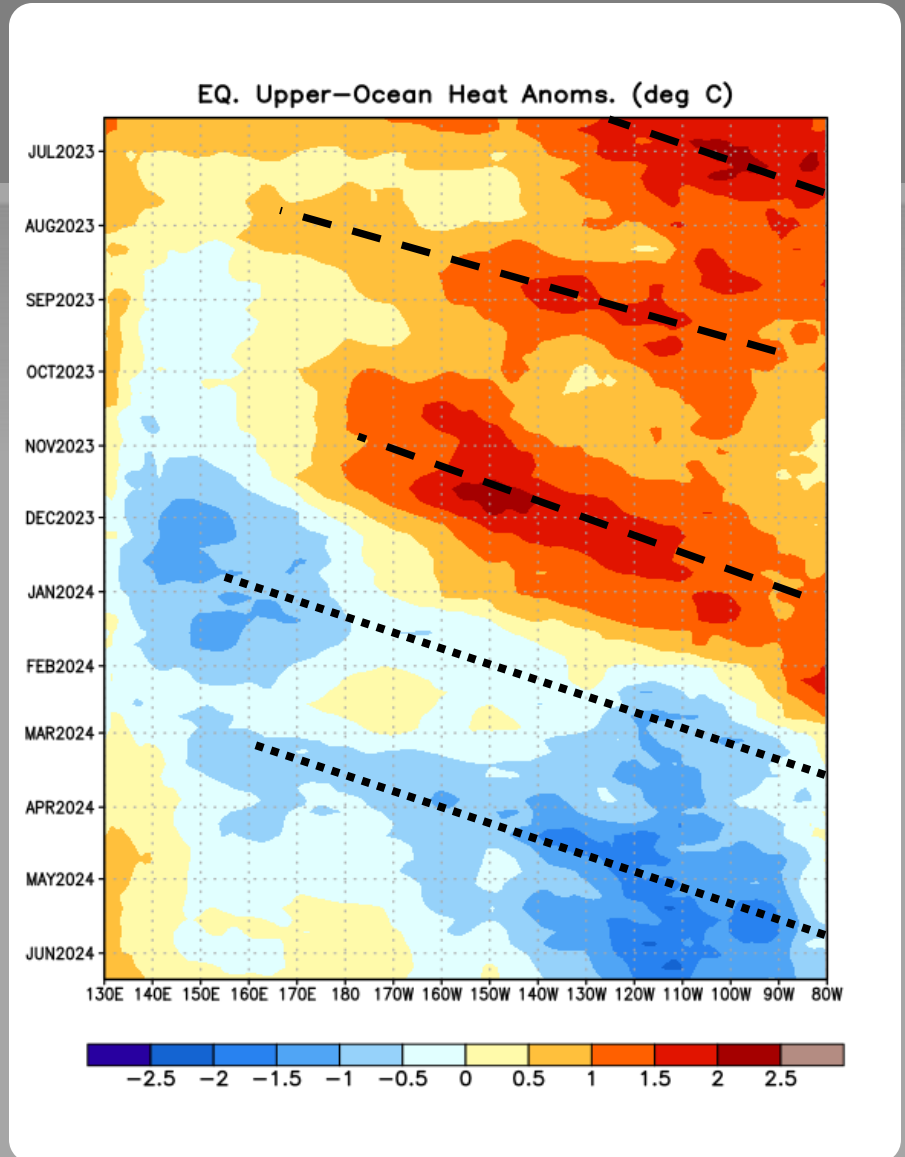 EQ. Upper-Ocean Heat Anoms. (deg C)
JUL2023
AUG2023
SEP2023
OCT2023
NOV2023
DEC2023
JAN2024
FEB2024
MAR2024
APR2024
MAY2024
JUN2024
130E 140E 150E 160E 170E 180 170W 160W 150W 140W 130W 120W 110W 100W 90W 80W
-2.5 -2 -1.5 -1 -0.5 0 0.5 1 1.5 2 2.5